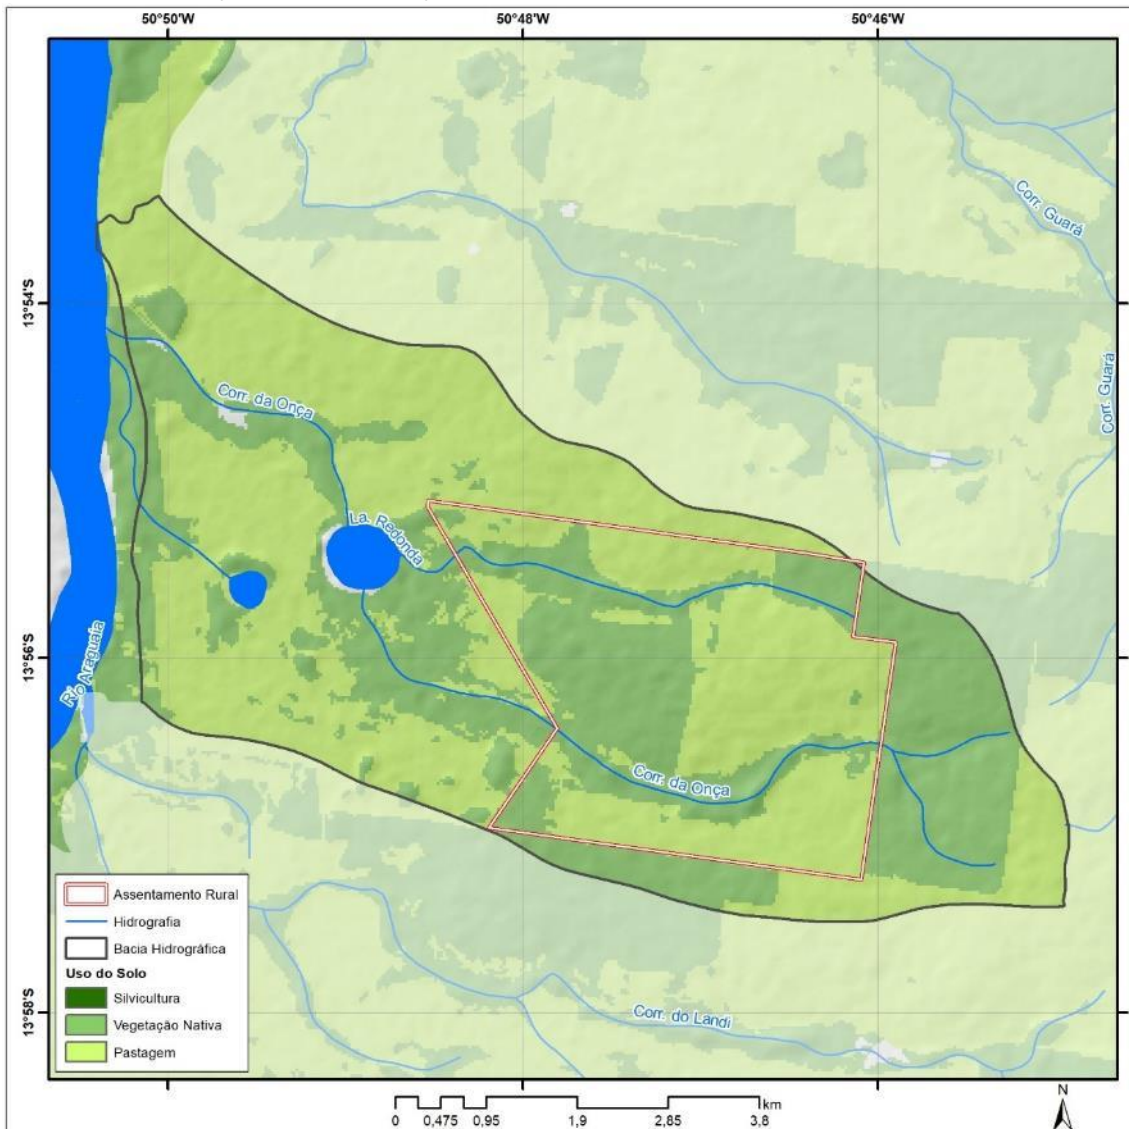 50°50'W
50°48'W
50°46'W
13°54'S
13°56'S
13°58'S
Corr. Guará
Corr. Guará
Corr. da Onça
La. Redonda
Rio Araguaia
Corr. da Onça
Corr. do Landi
Assentamento Rural
Hidrografia
Bacia Hidrográfica
Uso do Solo
Silvicultura
Vegetação Nativa
Pastagem
N
km
0 0,475 0,95 1,9 2,85 3,8